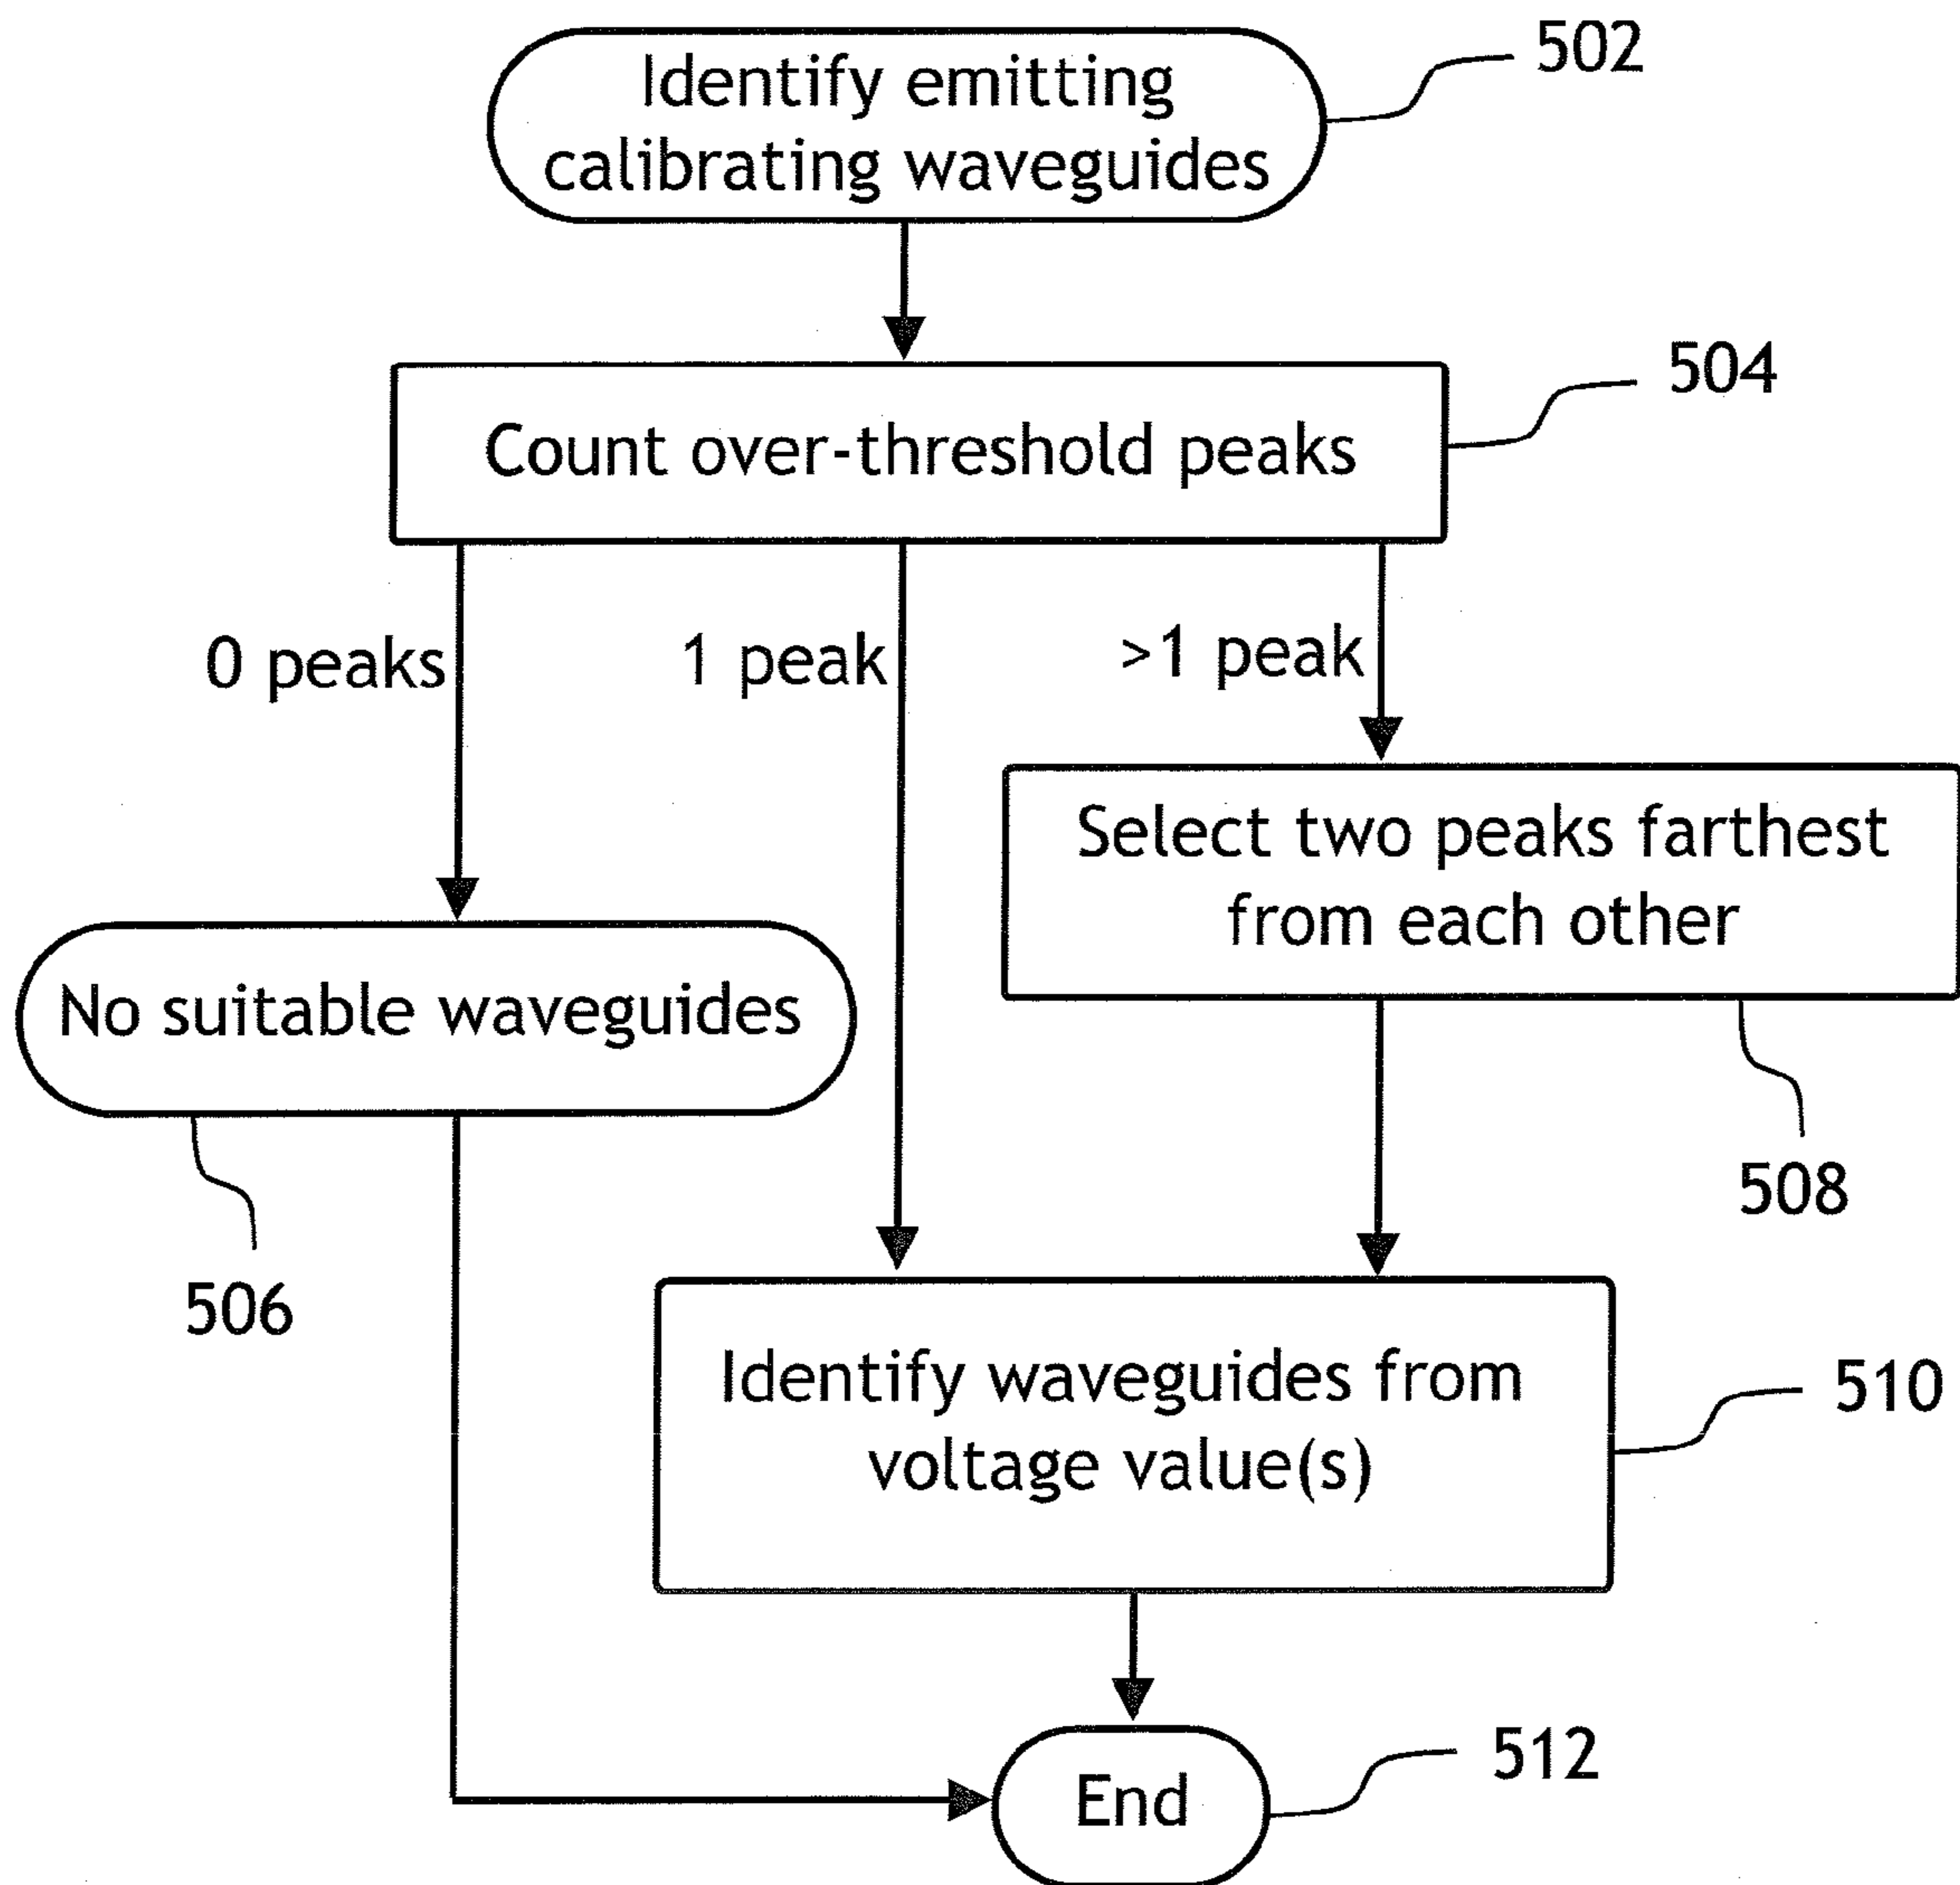 Identify emitting
calibrating waveguides
502
Count over-threshold peaks
504
0 peaks
1 peak
>1 peak
Select two peaks farthest
from each other
508
No suitable waveguides
506
Identify waveguides from
voltage value(s)
510
End
512